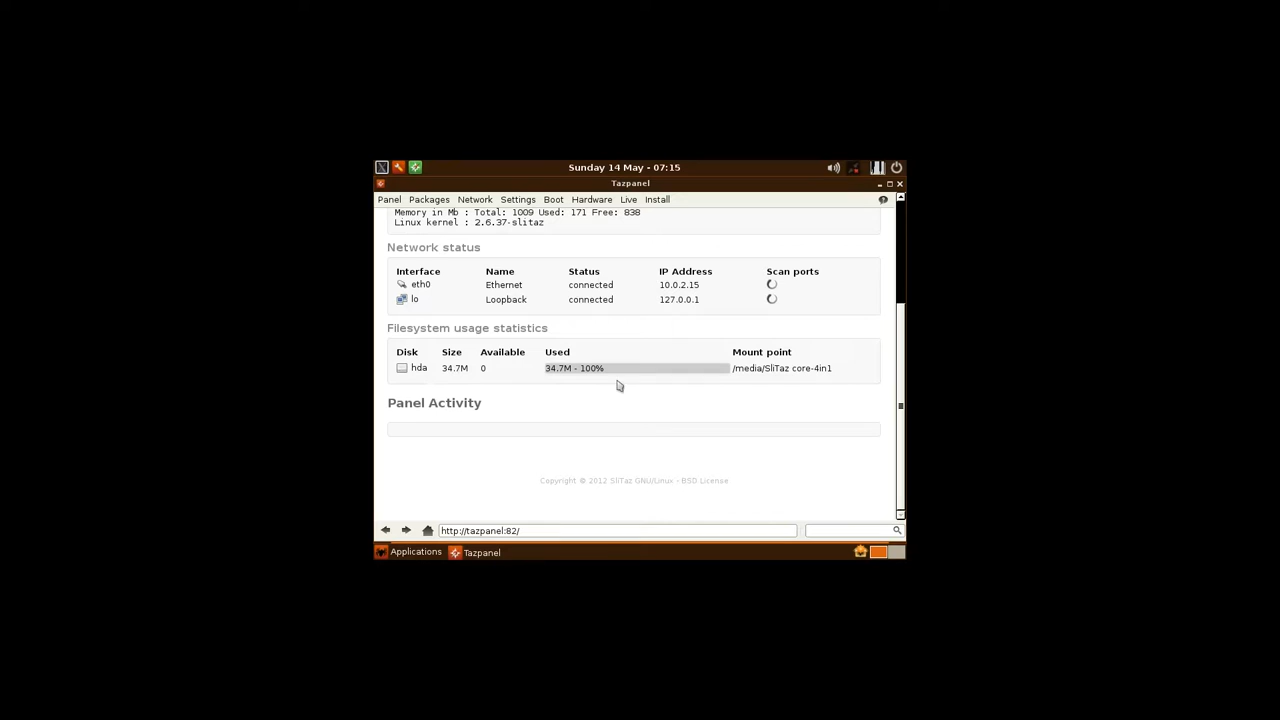 Sunday 14 May - 07:15
Tazpanel
Panel Packages Network Settings Boot Hardware Live Install
Memory in Mb : Total: 1009 Used: 171 Free: 838
Linux kernel : 2.6.37-slitaz
Network status
Interface Name Status IP Address Scan ports
eth0 Ethernet connected 10.0.2.15
lo Loopback connected 127.0.0.1
Filesystem usage statistics
Disk Size Available Used Mount point
hda 34.7M 0 34.7M - 100% /media/SliTaz core-4in1
Panel Activity
Copyright © 2012 SliTaz GNU/Linux - BSD License
http://tazpanel:82/
Applications Tazpanel